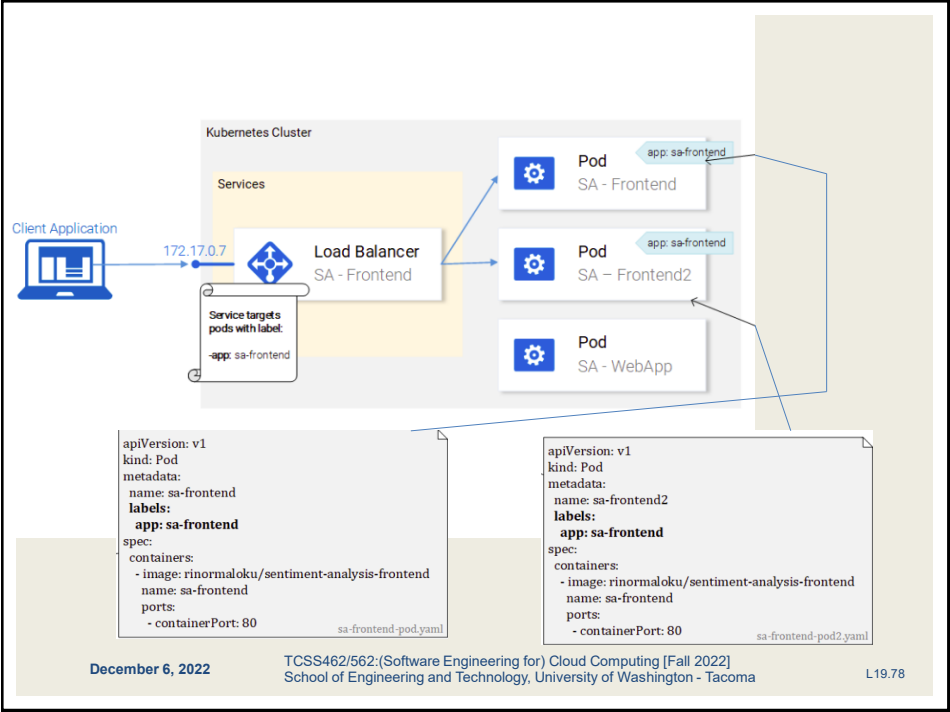 Kubernetes Cluster
Services
Client Application
172.17.0.7
Load Balancer
SA - Frontend
Service targets
pods with label:
-app: sa-frontend
Pod
SA - Frontend
app: sa-frontend
Pod
SA – Frontend2
app: sa-frontend
Pod
SA - WebApp
apiVersion: v1
kind: Pod
metadata:
name: sa-frontend
labels:
app: sa-frontend
spec:
containers:
- image: rinormaloku/sentiment-analysis-frontend
name: sa-frontend
ports:
- containerPort: 80
sa-frontend-pod.yaml
apiVersion: v1
kind: Pod
metadata:
name: sa-frontend2
labels:
app: sa-frontend
spec:
containers:
- image: rinormaloku/sentiment-analysis-frontend
name: sa-frontend
ports:
- containerPort: 80
sa-frontend-pod2.yaml
December 6, 2022
TCSS462/562:(Software Engineering for) Cloud Computing [Fall 2022]
School of Engineering and Technology, University of Washington - Tacoma
L19.78